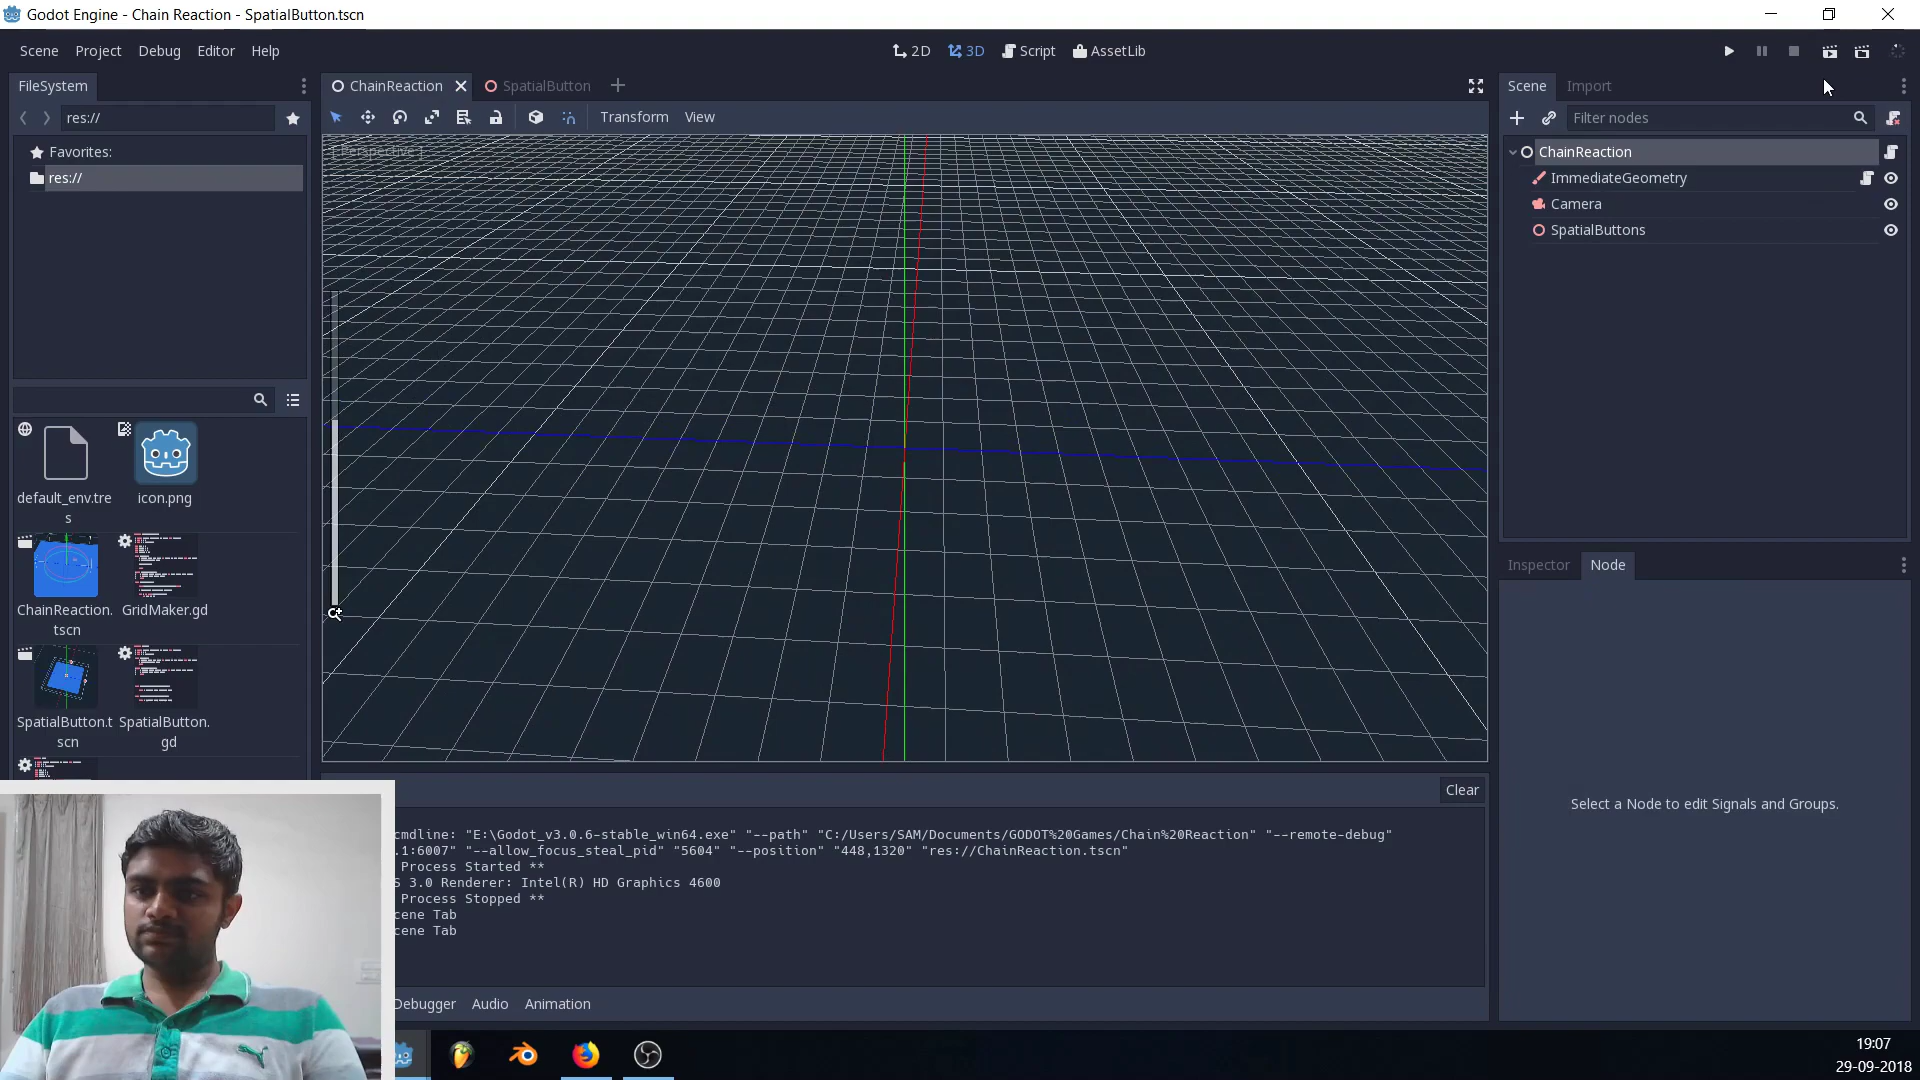 Godot Engine - Chain Reaction - SpatialButton.tscn
Scene Project Debug Editor Help
2D 3D Script AssetLib
FileSystem
res://
Favorites:
res://
default_env.tre
s
icon.png
ChainReaction.
tscn
GridMaker.gd
SpatialButton.t
scn
SpatialButton.
gd
ChainReaction
SpatialButton
Transform View
[ Perspective ]
Clear
cmdline: "E:\Godot_v3.0.6-stable_win64.exe" "--path" "C:/Users/SAM/Documents/GODOT%20Games/Chain%20Reaction" "--remote-debug"
.1:6007" "--allow_focus_steal_pid" "5604" "--position" "448,1320" "res://ChainReaction.tscn"
Process Started **
S 3.0 Renderer: Intel(R) HD Graphics 4600
Process Stopped **
cene Tab
cene Tab
Debugger Audio Animation
Scene Import
Filter nodes
ChainReaction
ImmediateGeometry
Camera
SpatialButtons
Inspector Node
Select a Node to edit Signals and Groups.
19:07
29-09-2018